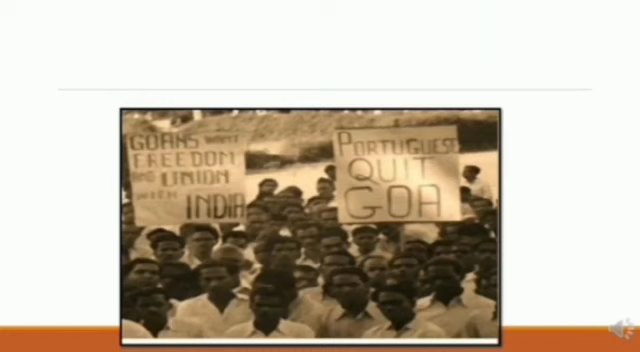 GOANS WANT
FREEDOM
AND UNION
WITH INDIA
PORTUGUESE
QUIT
GOA